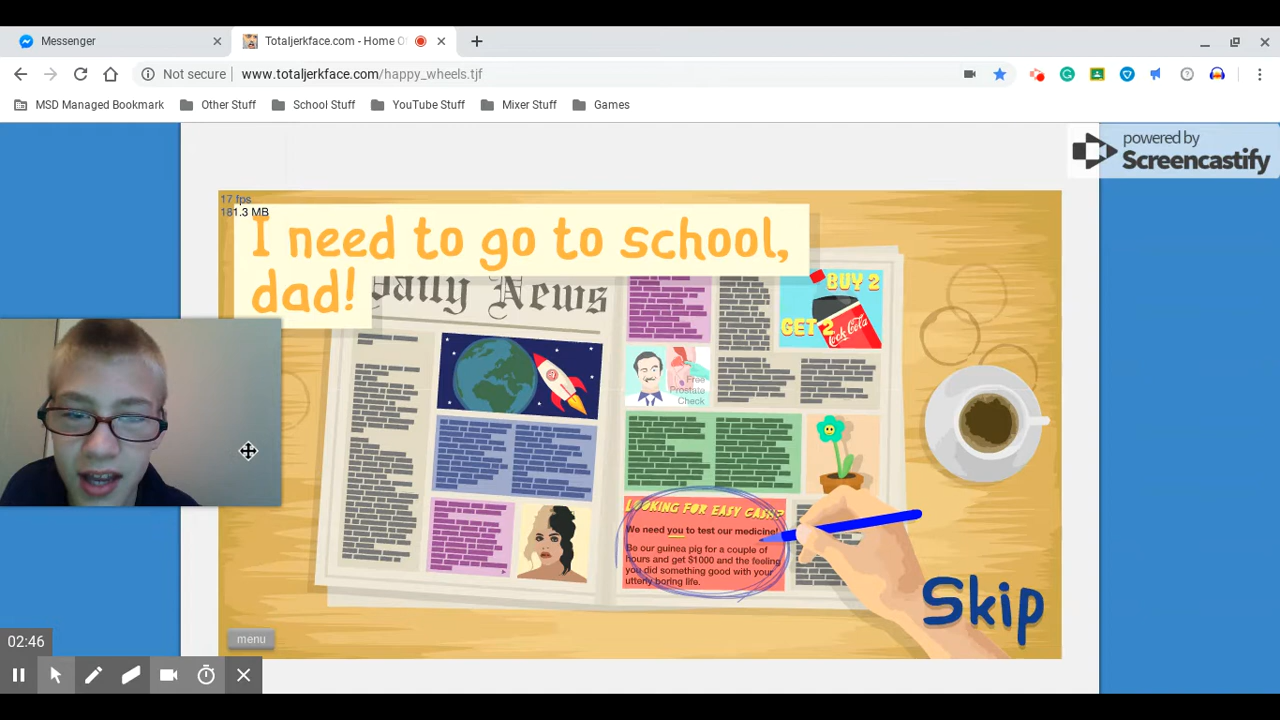 Messenger
Totaljerkface.com - Home O
Not secure
www.totaljerkface.com/happy_wheels.tjf
MSD Managed Bookmark
Other Stuff
School Stuff
YouTube Stuff
Mixer Stuff
Games
powered by
Screencastify
17 fps
181.3 MB
I need to go to school,
dad!
Daily News
BUY 2
GET 2
Free
Prostate
Check
LOOKING FOR EASY CASH?
We need you to test our medicine!
Be our guinea pig for a couple of
hours and get $1000 and the feeling
you did something good with your
utterly boring life.
Skip
menu
02:46